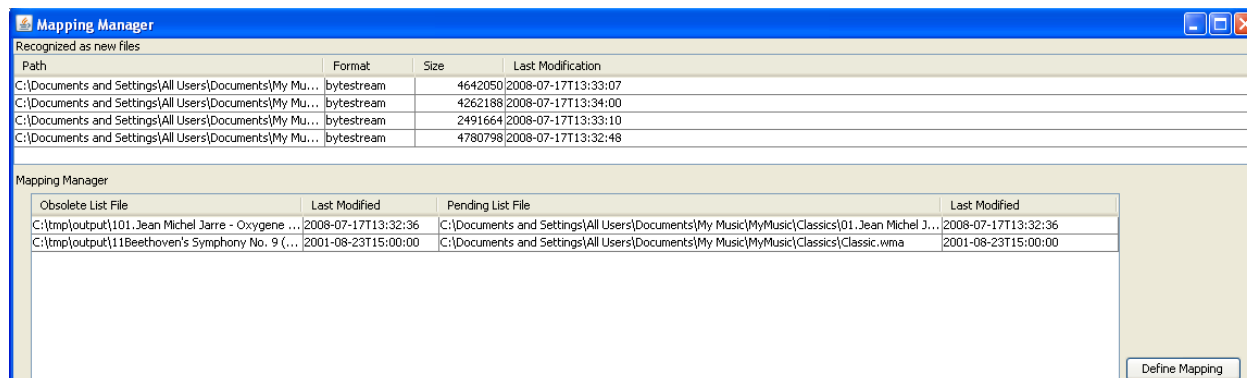 Mapping Manager
Recognized as new files
Path Format Size Last Modification
C:\Documents and Settings\All Users\Documents\My Mu... bytestream 4642050 2008-07-17T13:33:07
C:\Documents and Settings\All Users\Documents\My Mu... bytestream 4262188 2008-07-17T13:34:00
C:\Documents and Settings\All Users\Documents\My Mu... bytestream 2491664 2008-07-17T13:33:10
C:\Documents and Settings\All Users\Documents\My Mu... bytestream 4780798 2008-07-17T13:32:48
Mapping Manager
Obsolete List File Last Modified Pending List File Last Modified
C:\tmp\output\101.Jean Michel Jarre - Oxygene ... 2008-07-17T13:32:36 C:\Documents and Settings\All Users\Documents\My Music\MyMusic\Classics\01.Jean Michel J... 2008-07-17T13:32:36
C:\tmp\output\11Beethoven's Symphony No. 9 (... 2001-08-23T15:00:00 C:\Documents and Settings\All Users\Documents\My Music\MyMusic\Classics\Classic.wma 2001-08-23T15:00:00
Define Mapping